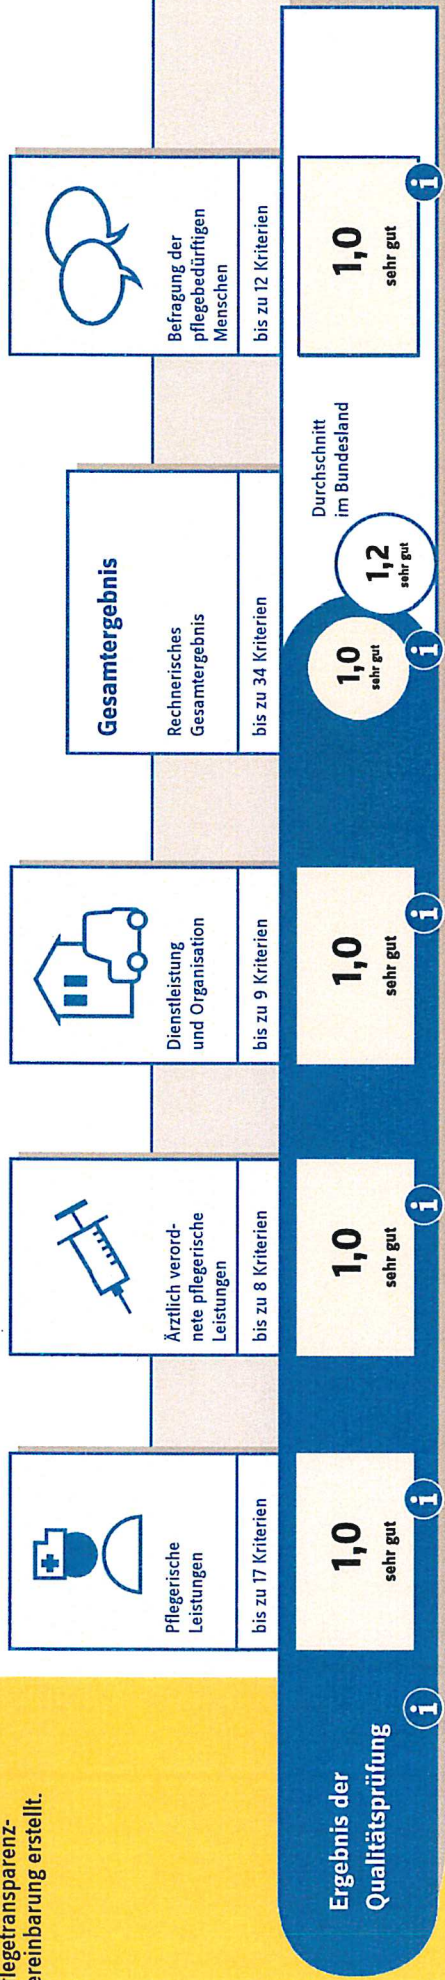 ereinbarung erstellt.
Pflegerische
Leistungen
bis zu 17 Kriterien
Ärztlich verord-
nete pflegerische
Leistungen
bis zu 8 Kriterien
Dienstleistung
und Organisation
bis zu 9 Kriterien
Gesamtergebnis
Rechnerisches
Gesamtergebnis
bis zu 34 Kriterien
Befragung der
pflegebedürftigen
Menschen
bis zu 12 Kriterien
Ergebnis der
Qualitätsprüfung
i
1,0
sehr gut
i
1,0
sehr gut
i
1,0
sehr gut
i
1,0
sehr gut
i
1,2
sehr gut
Durchschnitt
im Bundesland
1,0
sehr gut
i